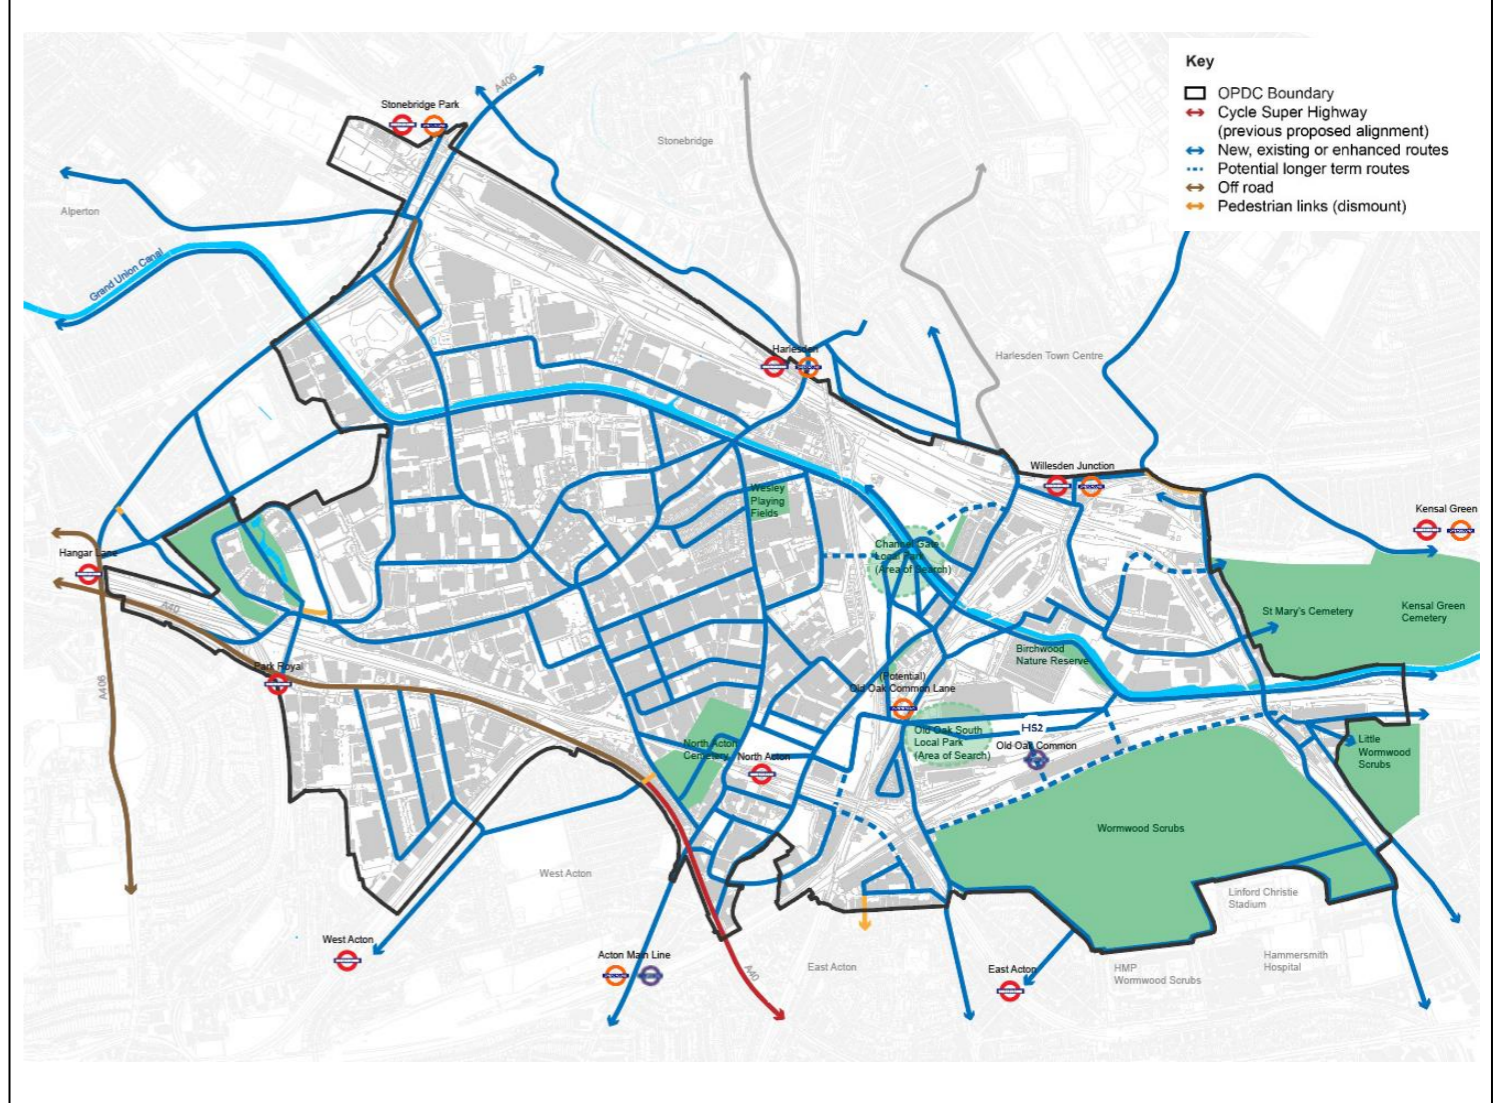 Key
OPDC Boundary
Cycle Super Highway
(previous proposed alignment)
New, existing or enhanced routes
Potential longer term routes
Off road
Pedestrian links (dismount)
A406
Stonebridge Park
Stonebridge
Alperton
Grand Union Canal
Harlesden
Harlesden Town Centre
Willesden Junction
Wesley
Playing
Fields
Kensal Green
Channel Gate
Local Park
(Area of Search)
Hangar Lane
A40
St Mary's Cemetery
Kensal Green
Cemetery
Birchwood
Nature Reserve
Park Royal
A406
(Potential)
Old Oak Common Lane
HS2
Old Oak South
Local Park
(Area of Search)
Old Oak Common
North Acton
Cemetery
North Acton
Little
Wormwood
Scrubs
Wormwood Scrubs
West Acton
Linford Christie
Stadium
West Acton
Acton Main Line
A40
East Acton
East Acton
HMP
Wormwood Scrubs
Hammersmith
Hospital